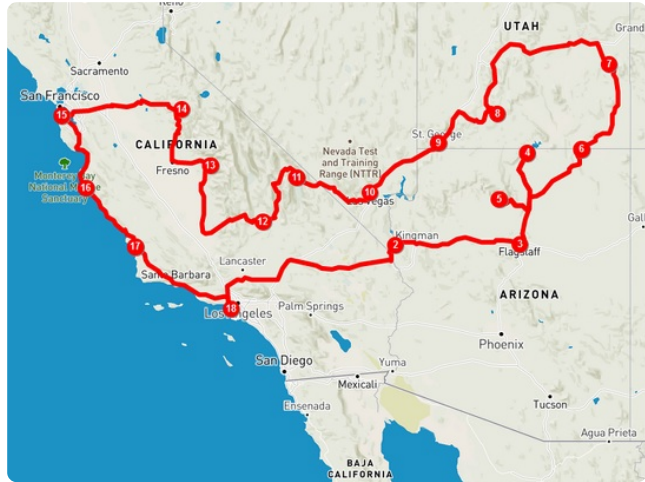 Reno
UTAH
Grand
Sacramento
7
San Francisco
15
14
8
CALIFORNIA
St. George
9
Nevada Test
and Training
Range (NTTR)
4
6
Monterey Bay
National Marine
Sanctuary
Fresno
13
11
16
10
Las Vegas
5
12
17
2
Kingman
3
Flagstaff
Gal
Lancaster
Santa Barbara
ARIZONA
18
Los Angeles
Palm Springs
Phoenix
San Diego
Yuma
Mexicali
Tucson
Ensenada
Agua Prieta
BAJA
CALIFORNIA